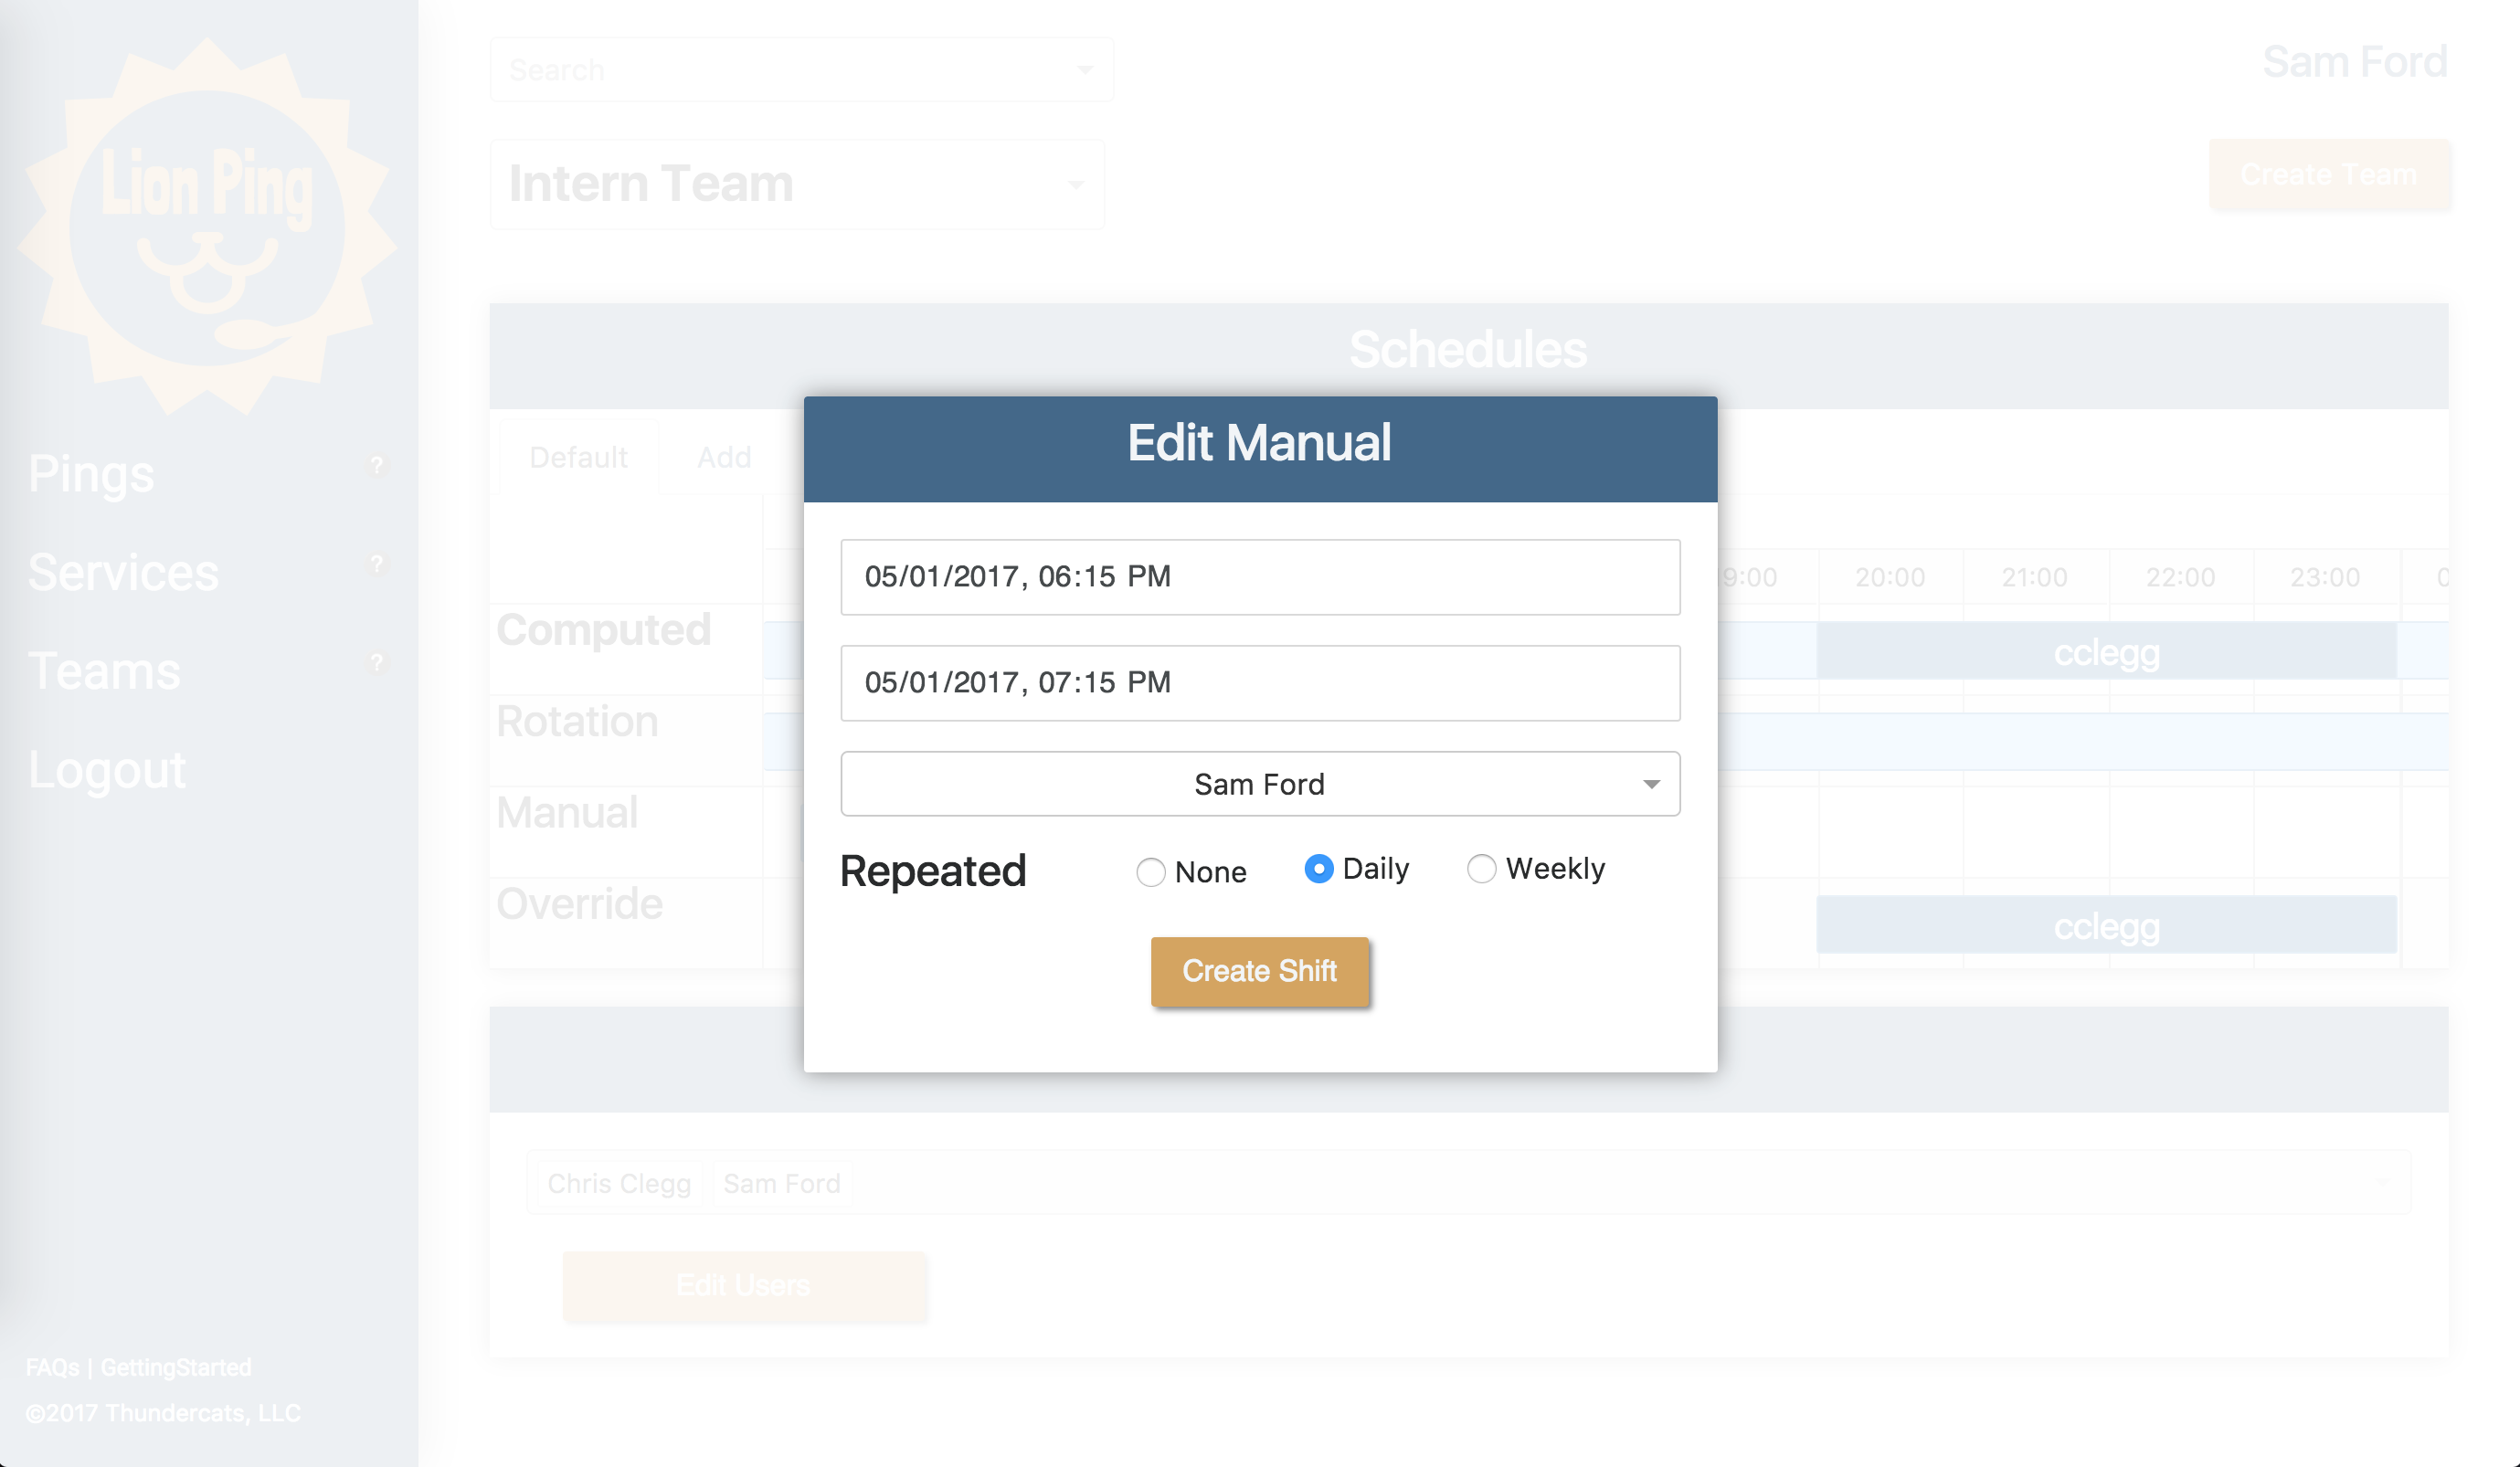 Lion Ping
Pings ?
Services ?
Teams ?
Logout
FAQs | GettingStarted
©2017 Thundercats, LLC
Search
Sam Ford
Intern Team
Create Team
Schedules
Default Add
20:00 21:00 22:00 23:00
Computed cclegg
Rotation
Manual
Override cclegg
Edit Manual
05/01/2017, 06:15 PM
05/01/2017, 07:15 PM
Sam Ford
Repeated None Daily Weekly
Create Shift
Chris Clegg Sam Ford
Edit Users